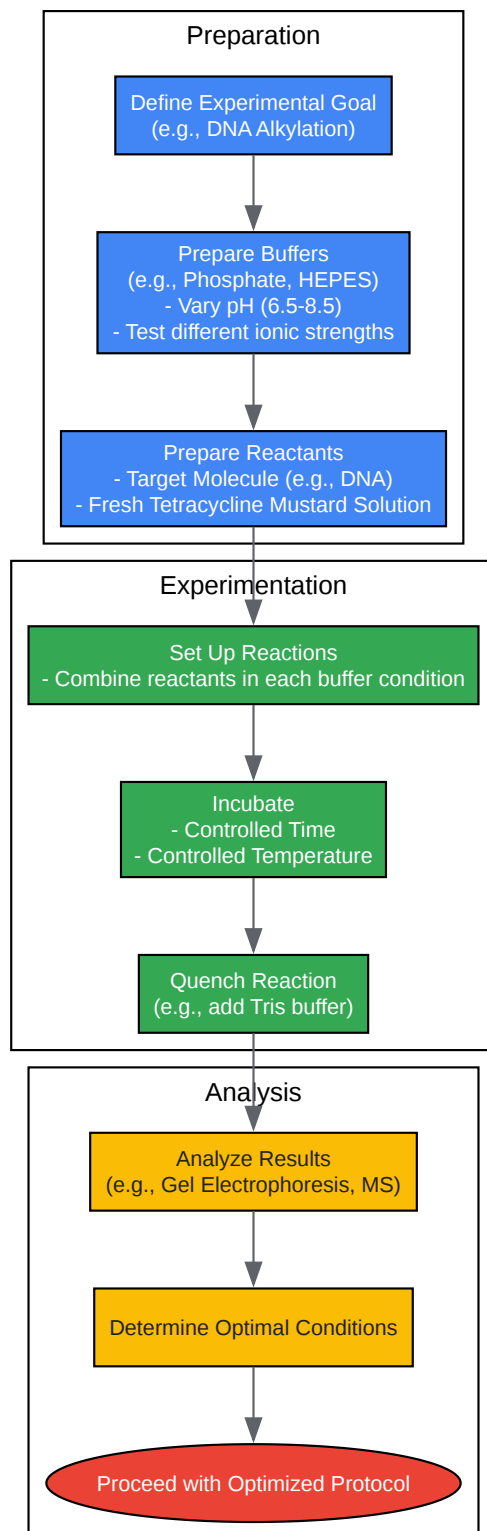 Preparation
Define Experimental Goal
(e.g., DNA Alkylation)
Prepare Buffers
(e.g., Phosphate, HEPES)
- Vary pH (6.5-8.5)
- Test different ionic strengths
Prepare Reactants
- Target Molecule (e.g., DNA)
- Fresh Tetracycline Mustard Solution
Experimentation
Set Up Reactions
- Combine reactants in each buffer condition
Incubate
- Controlled Time
- Controlled Temperature
Quench Reaction
(e.g., add Tris buffer)
Analysis
Analyze Results
(e.g., Gel Electrophoresis, MS)
Determine Optimal Conditions
Proceed with Optimized Protocol